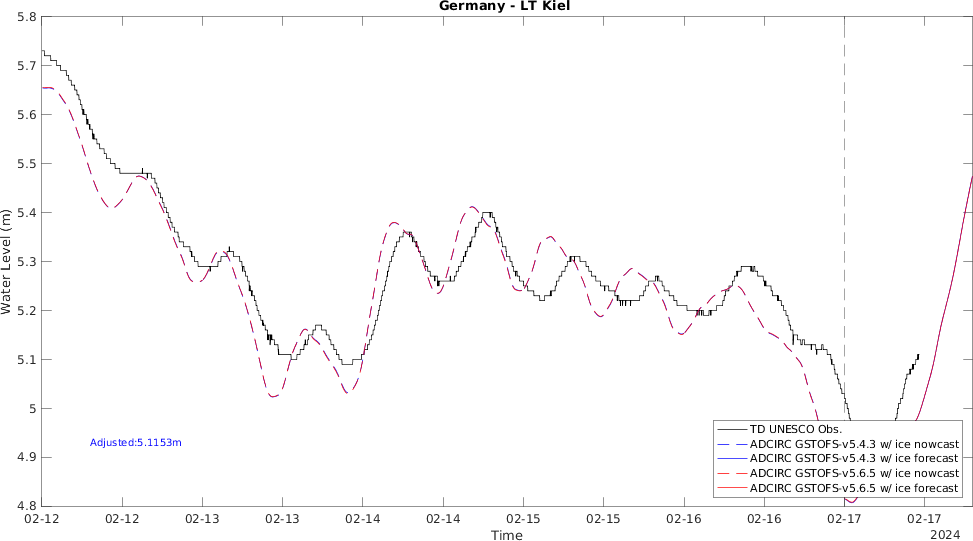 Germany - LT Kiel
5.8
5.7
5.6
5.5
5.4
5.3
5.2
5.1
5
4.9
4.8
Water Level (m)
Adjusted:5.1153m
TD UNESCO Obs.
ADCIRC GSTOFS-v5.4.3 w/ ice nowcast
ADCIRC GSTOFS-v5.4.3 w/ ice forecast
ADCIRC GSTOFS-v5.6.5 w/ ice nowcast
ADCIRC GSTOFS-v5.6.5 w/ ice forecast
02-12 02-12 02-13 02-13 02-14 02-14 02-15 02-15 02-16 02-16 02-17 02-17
Time
2024